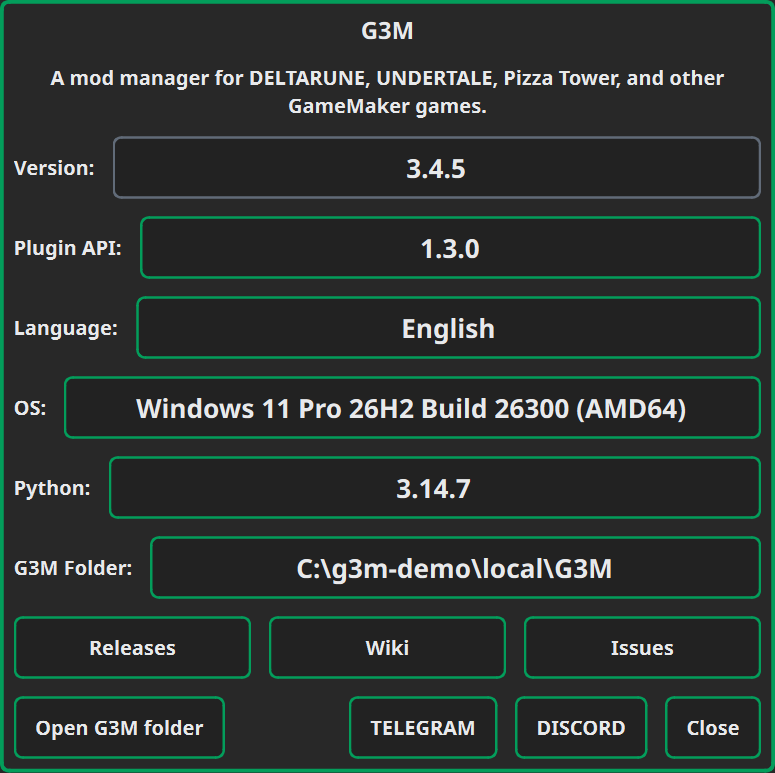 G3M
A mod manager for DELTARUNE, UNDERTALE, Pizza Tower, and other
GameMaker games.
Version: 3.4.5
Plugin API: 1.3.0
Language: English
OS: Windows 11 Pro 26H2 Build 26300 (AMD64)
Python: 3.14.7
G3M Folder: C:\g3m-demo\local\G3M
Releases Wiki Issues
Open G3M folder TELEGRAM DISCORD Close